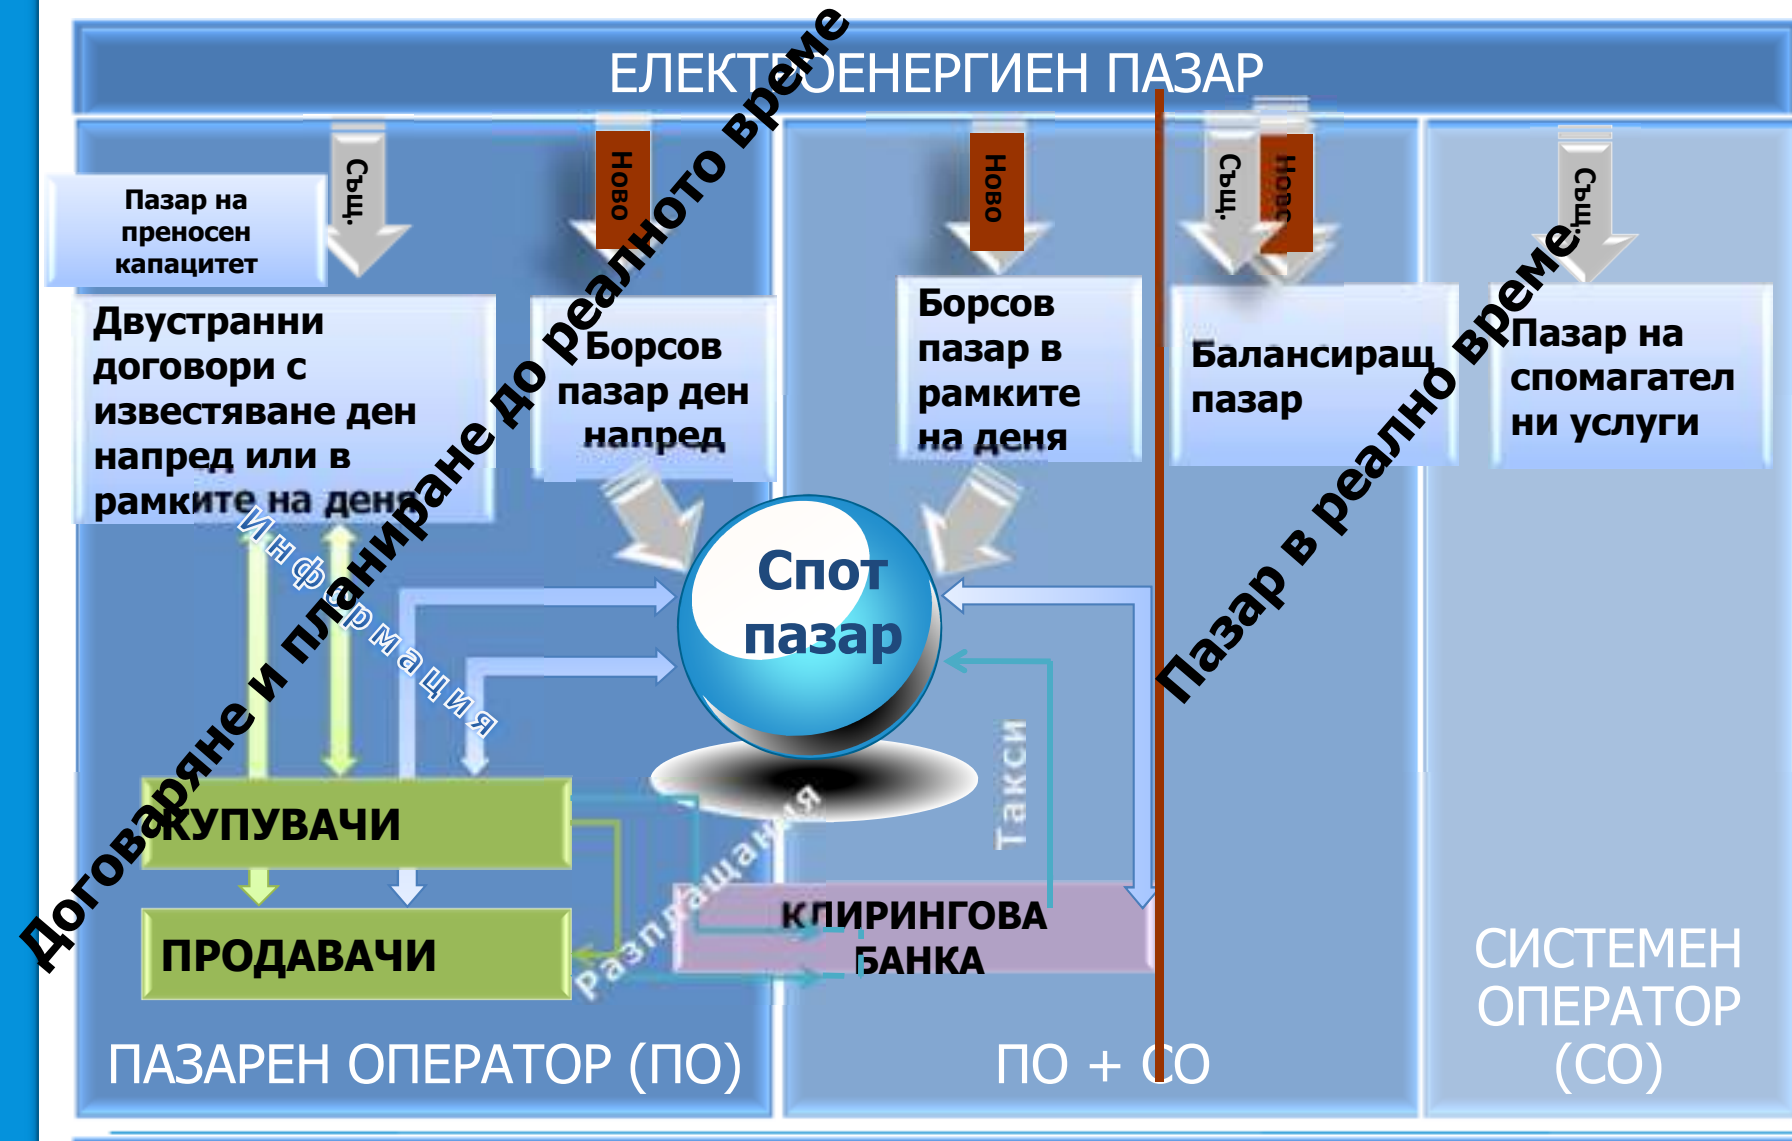 ЕЛЕКТРОЕНЕРГИЕН ПАЗАР
Същ.
Ново
Ново
Същ.
Ново
Същ.
Пазар на
преносен
капацитет
Двустранни
договори с
известяване ден
напред или в
рамките на деня
Борсов
пазар ден
напред
Борсов
пазар в
рамките
на деня
Балансиращ
пазар
Пазар на
спомагател
ни услуги
Договаряне и планиране до реалното време
Пазар в реално време
Информация
Спот
пазар
Такси
Разплащания
КУПУВАЧИ
ПРОДАВАЧИ
КЛИРИНГОВА
БАНКА
ПАЗАРЕН ОПЕРАТОР (ПО)
ПО + СО
СИСТЕМЕН
ОПЕРАТОР
(СО)